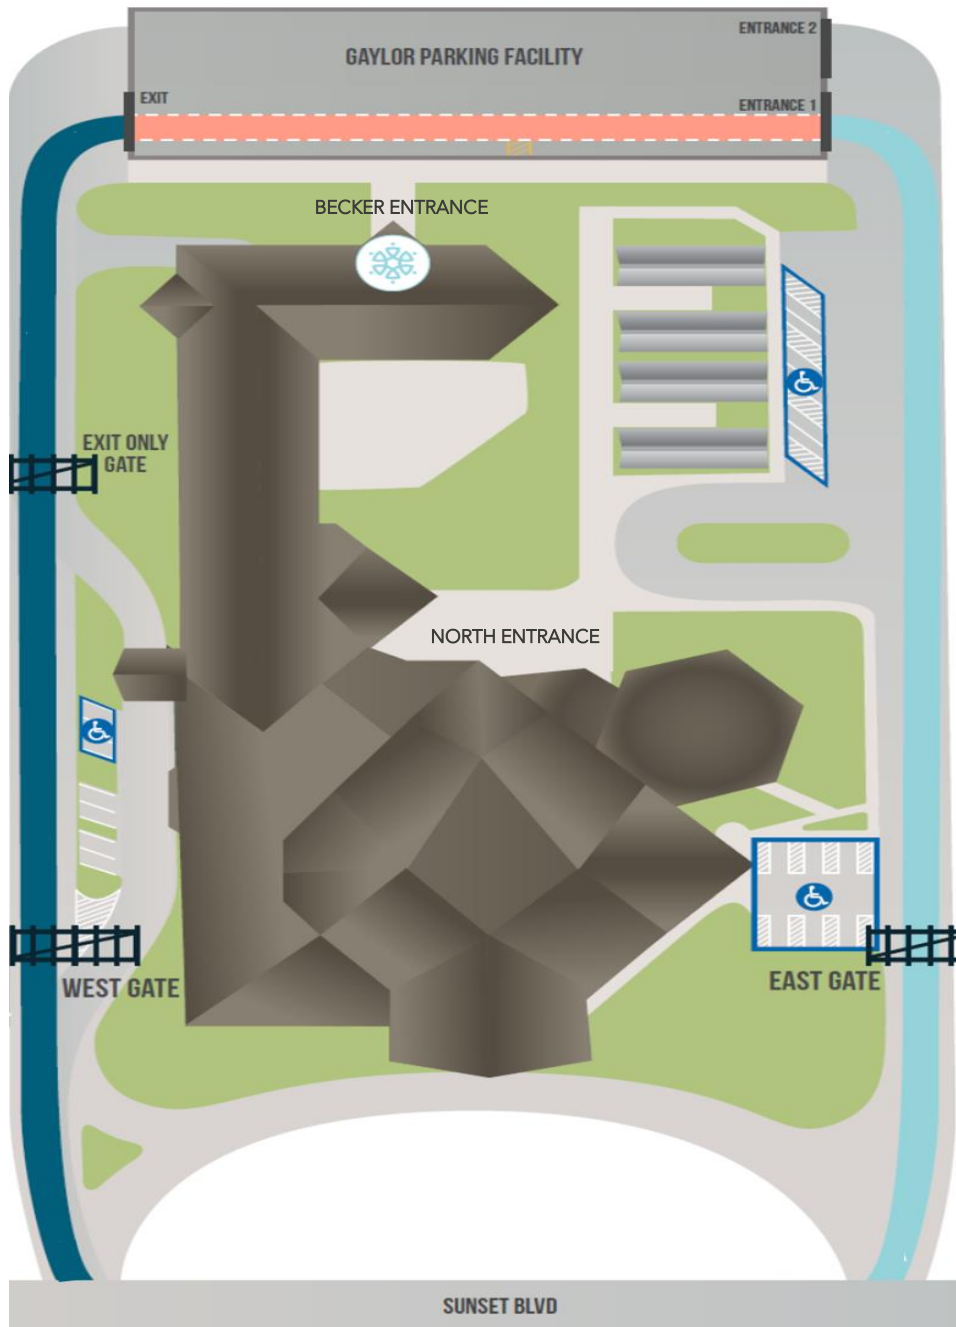 ENTRANCE 2
GAYLOR PARKING FACILITY
EXIT
ENTRANCE 1
BECKER ENTRANCE
EXIT ONLY
GATE
NORTH ENTRANCE
WEST GATE
EAST GATE
SUNSET BLVD